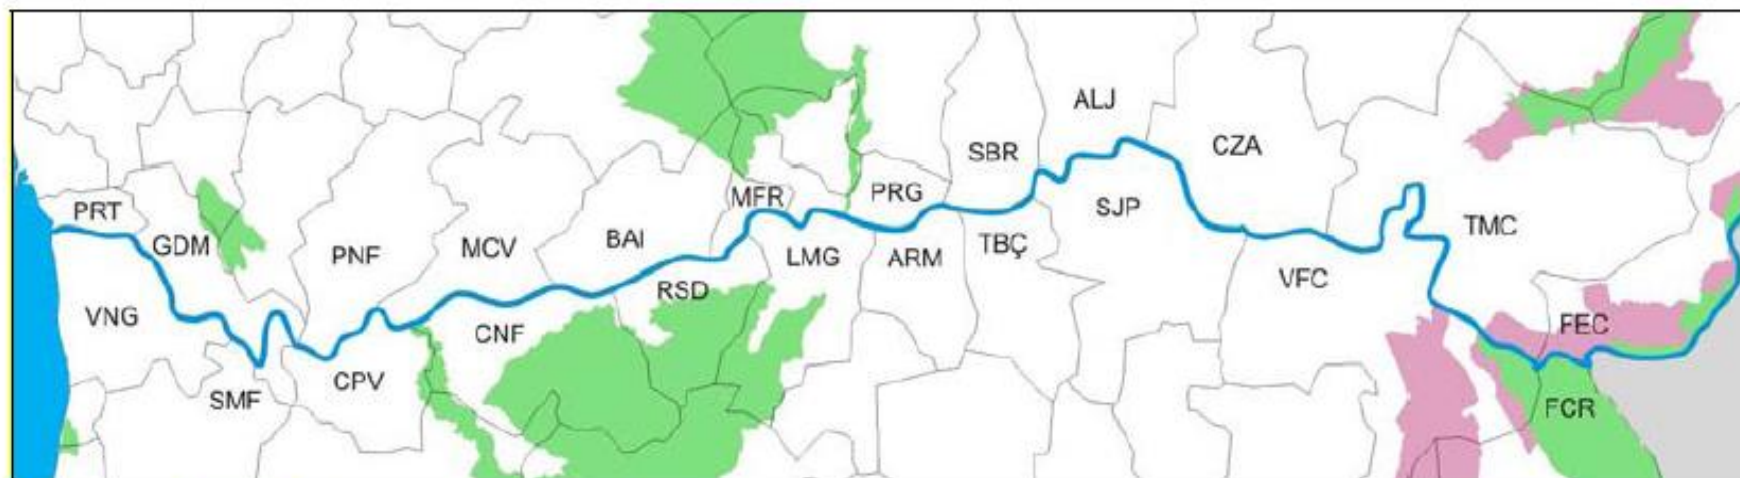 ALJ
SBR
CZA
MFR
PRG
PRT
SJP
TMC
GDM
PNF
MCV
BAI
LMG
ARM
TBÇ
VFC
RSD
VNG
CNF
FEC
CPV
SMF
FCR